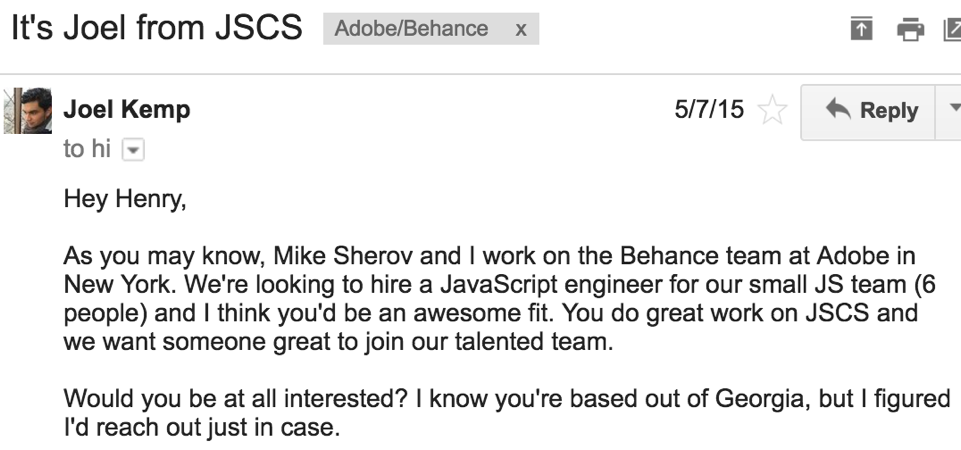 It's Joel from JSCS Adobe/Behance x
Joel Kemp 5/7/15 Reply
to hi
Hey Henry,
As you may know, Mike Sherov and I work on the Behance team at Adobe in
New York. We're looking to hire a JavaScript engineer for our small JS team (6
people) and I think you'd be an awesome fit. You do great work on JSCS and
we want someone great to join our talented team.
Would you be at all interested? I know you're based out of Georgia, but I figured
I'd reach out just in case.